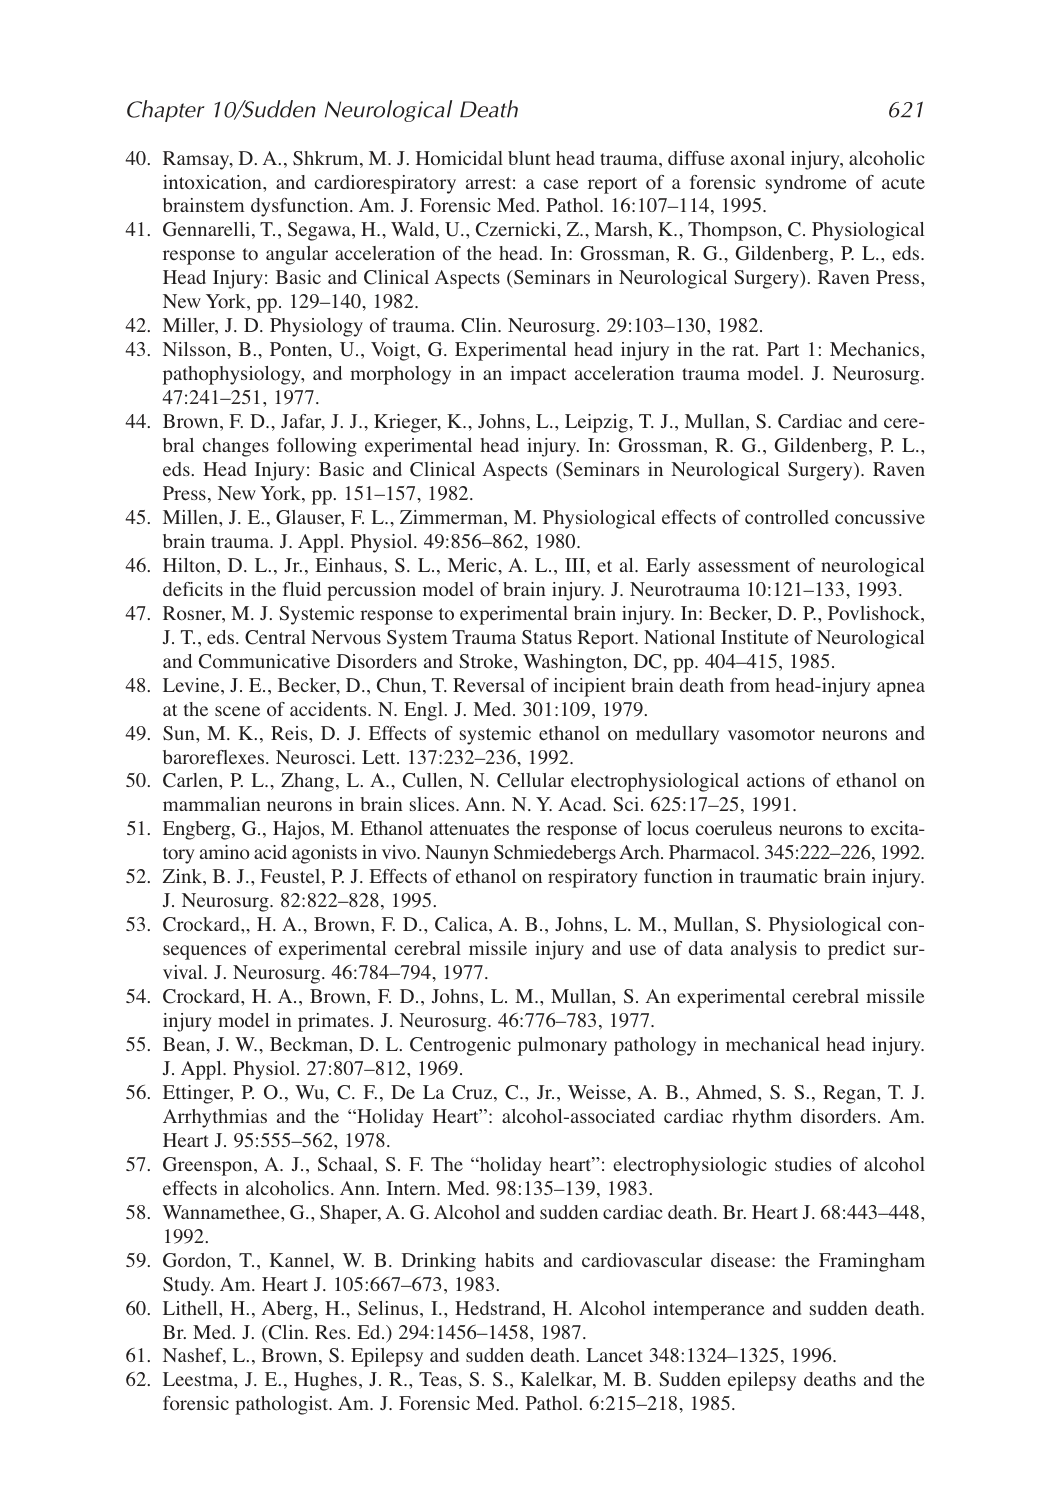 Chapter 10/Sudden Neurological Death 621
40. Ramsay, D. A., Shkrum, M. J. Homicidal blunt head trauma, diffuse axonal injury, alcoholic
intoxication, and cardiorespiratory arrest: a case report of a forensic syndrome of acute
brainstem dysfunction. Am. J. Forensic Med. Pathol. 16:107–114, 1995.
41. Gennarelli, T., Segawa, H., Wald, U., Czernicki, Z., Marsh, K., Thompson, C. Physiological
response to angular acceleration of the head. In: Grossman, R. G., Gildenberg, P. L., eds.
Head Injury: Basic and Clinical Aspects (Seminars in Neurological Surgery). Raven Press,
New York, pp. 129–140, 1982.
42. Miller, J. D. Physiology of trauma. Clin. Neurosurg. 29:103–130, 1982.
43. Nilsson, B., Ponten, U., Voigt, G. Experimental head injury in the rat. Part 1: Mechanics,
pathophysiology, and morphology in an impact acceleration trauma model. J. Neurosurg.
47:241–251, 1977.
44. Brown, F. D., Jafar, J. J., Krieger, K., Johns, L., Leipzig, T. J., Mullan, S. Cardiac and cere-
bral changes following experimental head injury. In: Grossman, R. G., Gildenberg, P. L.,
eds. Head Injury: Basic and Clinical Aspects (Seminars in Neurological Surgery). Raven
Press, New York, pp. 151–157, 1982.
45. Millen, J. E., Glauser, F. L., Zimmerman, M. Physiological effects of controlled concussive
brain trauma. J. Appl. Physiol. 49:856–862, 1980.
46. Hilton, D. L., Jr., Einhaus, S. L., Meric, A. L., III, et al. Early assessment of neurological
deficits in the fluid percussion model of brain injury. J. Neurotrauma 10:121–133, 1993.
47. Rosner, M. J. Systemic response to experimental brain injury. In: Becker, D. P., Povlishock,
J. T., eds. Central Nervous System Trauma Status Report. National Institute of Neurological
and Communicative Disorders and Stroke, Washington, DC, pp. 404–415, 1985.
48. Levine, J. E., Becker, D., Chun, T. Reversal of incipient brain death from head-injury apnea
at the scene of accidents. N. Engl. J. Med. 301:109, 1979.
49. Sun, M. K., Reis, D. J. Effects of systemic ethanol on medullary vasomotor neurons and
baroreflexes. Neurosci. Lett. 137:232–236, 1992.
50. Carlen, P. L., Zhang, L. A., Cullen, N. Cellular electrophysiological actions of ethanol on
mammalian neurons in brain slices. Ann. N. Y. Acad. Sci. 625:17–25, 1991.
51. Engberg, G., Hajos, M. Ethanol attenuates the response of locus coeruleus neurons to excita-
tory amino acid agonists in vivo. Naunyn Schmiedebergs Arch. Pharmacol. 345:222–226, 1992.
52. Zink, B. J., Feustel, P. J. Effects of ethanol on respiratory function in traumatic brain injury.
J. Neurosurg. 82:822–828, 1995.
53. Crockard,, H. A., Brown, F. D., Calica, A. B., Johns, L. M., Mullan, S. Physiological con-
sequences of experimental cerebral missile injury and use of data analysis to predict sur-
vival. J. Neurosurg. 46:784–794, 1977.
54. Crockard, H. A., Brown, F. D., Johns, L. M., Mullan, S. An experimental cerebral missile
injury model in primates. J. Neurosurg. 46:776–783, 1977.
55. Bean, J. W., Beckman, D. L. Centrogenic pulmonary pathology in mechanical head injury.
J. Appl. Physiol. 27:807–812, 1969.
56. Ettinger, P. O., Wu, C. F., De La Cruz, C., Jr., Weisse, A. B., Ahmed, S. S., Regan, T. J.
Arrhythmias and the “Holiday Heart”: alcohol-associated cardiac rhythm disorders. Am.
Heart J. 95:555–562, 1978.
57. Greenspon, A. J., Schaal, S. F. The “holiday heart”: electrophysiologic studies of alcohol
effects in alcoholics. Ann. Intern. Med. 98:135–139, 1983.
58. Wannamethee, G., Shaper, A. G. Alcohol and sudden cardiac death. Br. Heart J. 68:443–448,
1992.
59. Gordon, T., Kannel, W. B. Drinking habits and cardiovascular disease: the Framingham
Study. Am. Heart J. 105:667–673, 1983.
60. Lithell, H., Aberg, H., Selinus, I., Hedstrand, H. Alcohol intemperance and sudden death.
Br. Med. J. (Clin. Res. Ed.) 294:1456–1458, 1987.
61. Nashef, L., Brown, S. Epilepsy and sudden death. Lancet 348:1324–1325, 1996.
62. Leestma, J. E., Hughes, J. R., Teas, S. S., Kalelkar, M. B. Sudden epilepsy deaths and the
forensic pathologist. Am. J. Forensic Med. Pathol. 6:215–218, 1985.